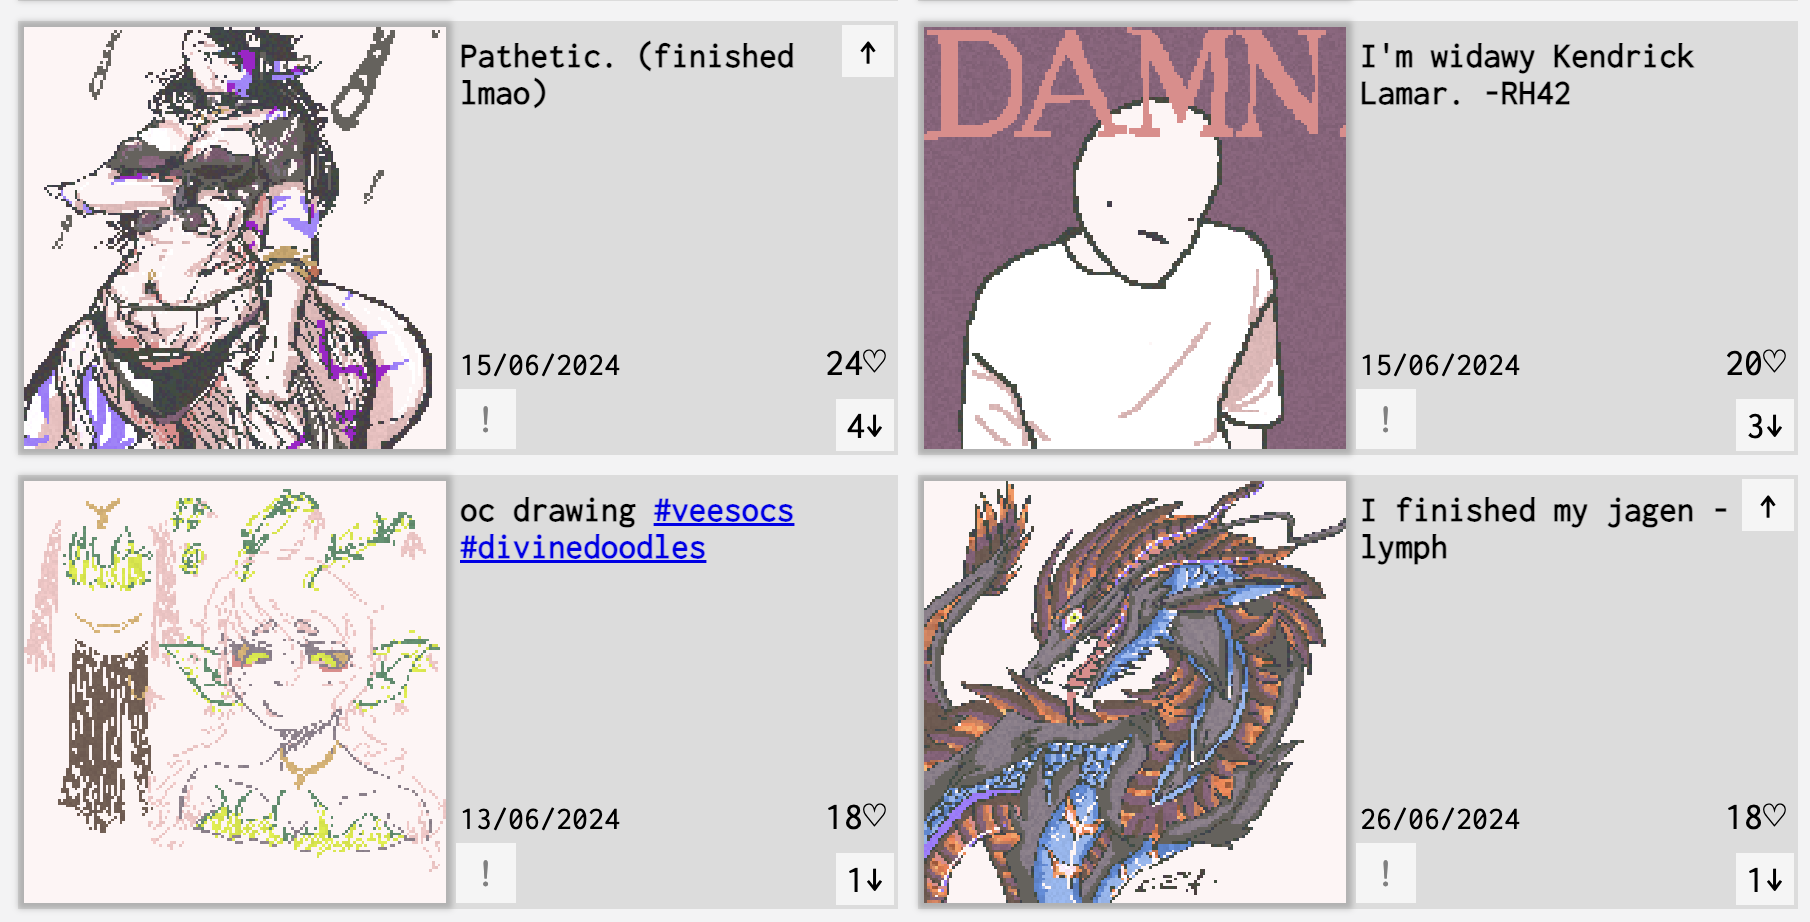 Pathetic. (finished
lmao)
↑
15/06/2024
24♡
!
4↓
DAMN.
I'm widawy Kendrick
Lamar. -RH42
15/06/2024
20♡
!
3↓
oc drawing #veesocs
#divinedoodles
13/06/2024
18♡
!
1↓
I finished my jagen -
lymph
↑
26/06/2024
18♡
!
1↓